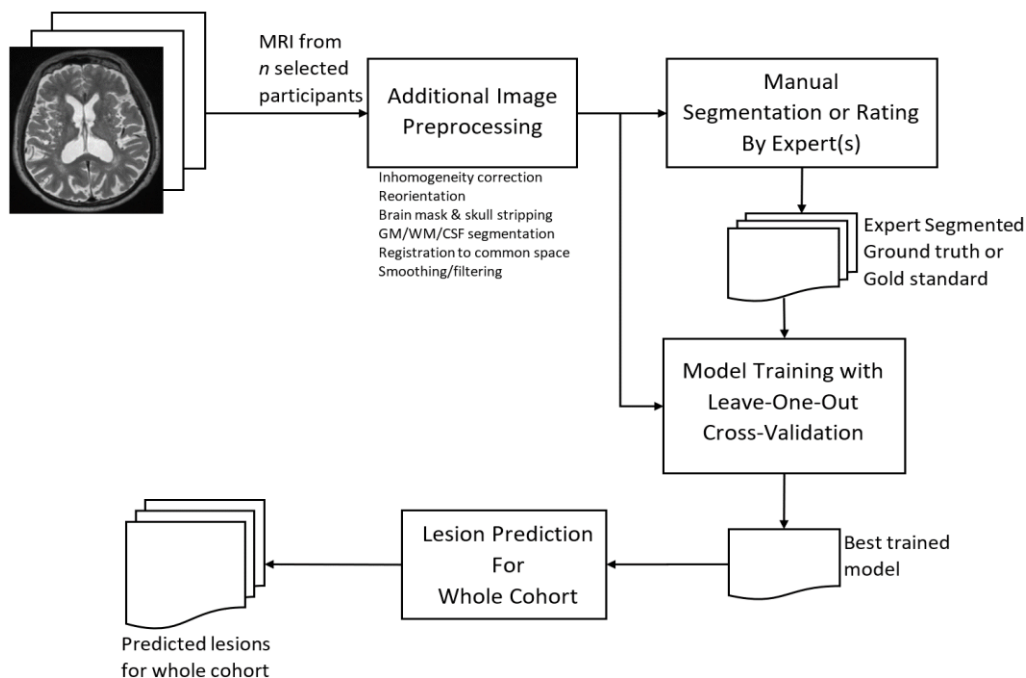 MRI from
n selected
participants
Additional Image
Preprocessing
Inhomogeneity correction
Reorientation
Brain mask & skull stripping
GM/WM/CSF segmentation
Registration to common space
Smoothing/filtering
Manual
Segmentation or Rating
By Expert(s)
Expert Segmented
Ground truth or
Gold standard
Model Training with
Leave-One-Out
Cross-Validation
Best trained
model
Lesion Prediction
For
Whole Cohort
Predicted lesions
for whole cohort